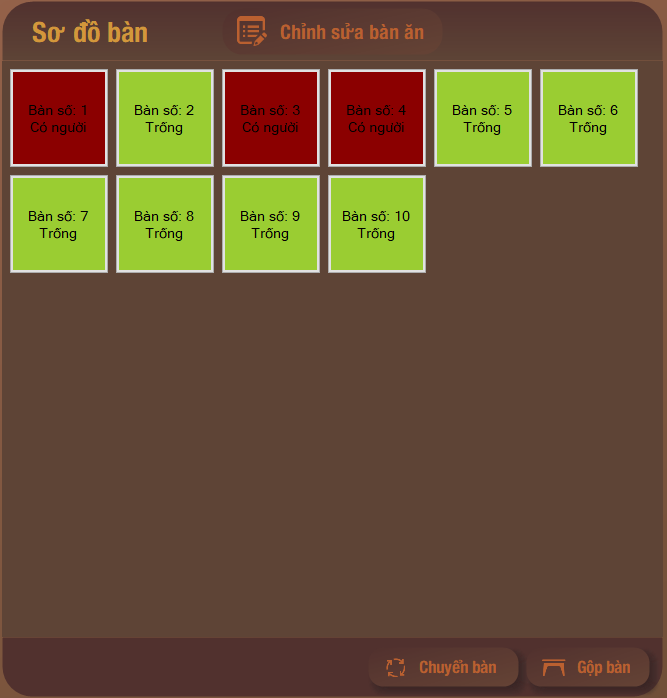 Sơ đồ bàn
Chỉnh sửa bàn ăn
Bàn số: 1
Có người
Bàn số: 2
Trống
Bàn số: 3
Có người
Bàn số: 4
Có người
Bàn số: 5
Trống
Bàn số: 6
Trống
Bàn số: 7
Trống
Bàn số: 8
Trống
Bàn số: 9
Trống
Bàn số: 10
Trống
Chuyển bàn
Gộp bàn